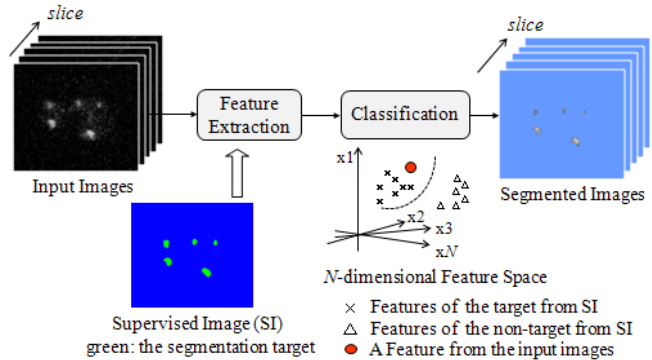 slice
Input Images
Feature
Extraction
Classification
slice
Segmented Images
x1
x2
x3
xN
N-dimensional Feature Space
Supervised Image (SI)
green: the segmentation target
× Features of the target from SI
△ Features of the non-target from SI
A Feature from the input images